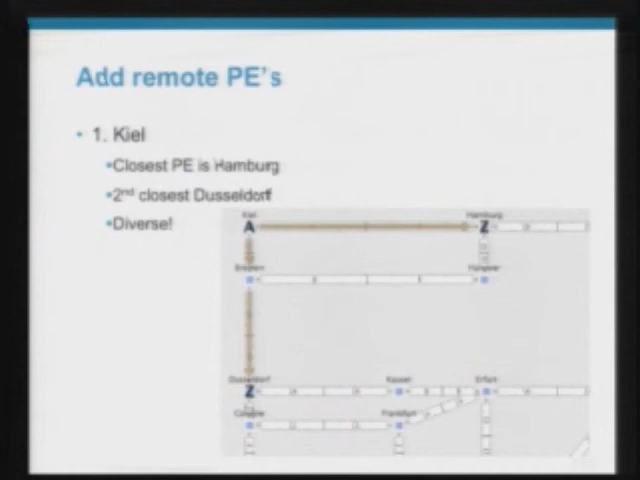 Add remote PE's
• 1. Kiel
•Closest PE is Hamburg
•2nd closest Dusseldorf
•Diverse!
Kiel
Hamburg
A
Z
Bremen
Hanover
Dusseldorf
Kassel
Erfurt
Z
Cologne
Frankfurt